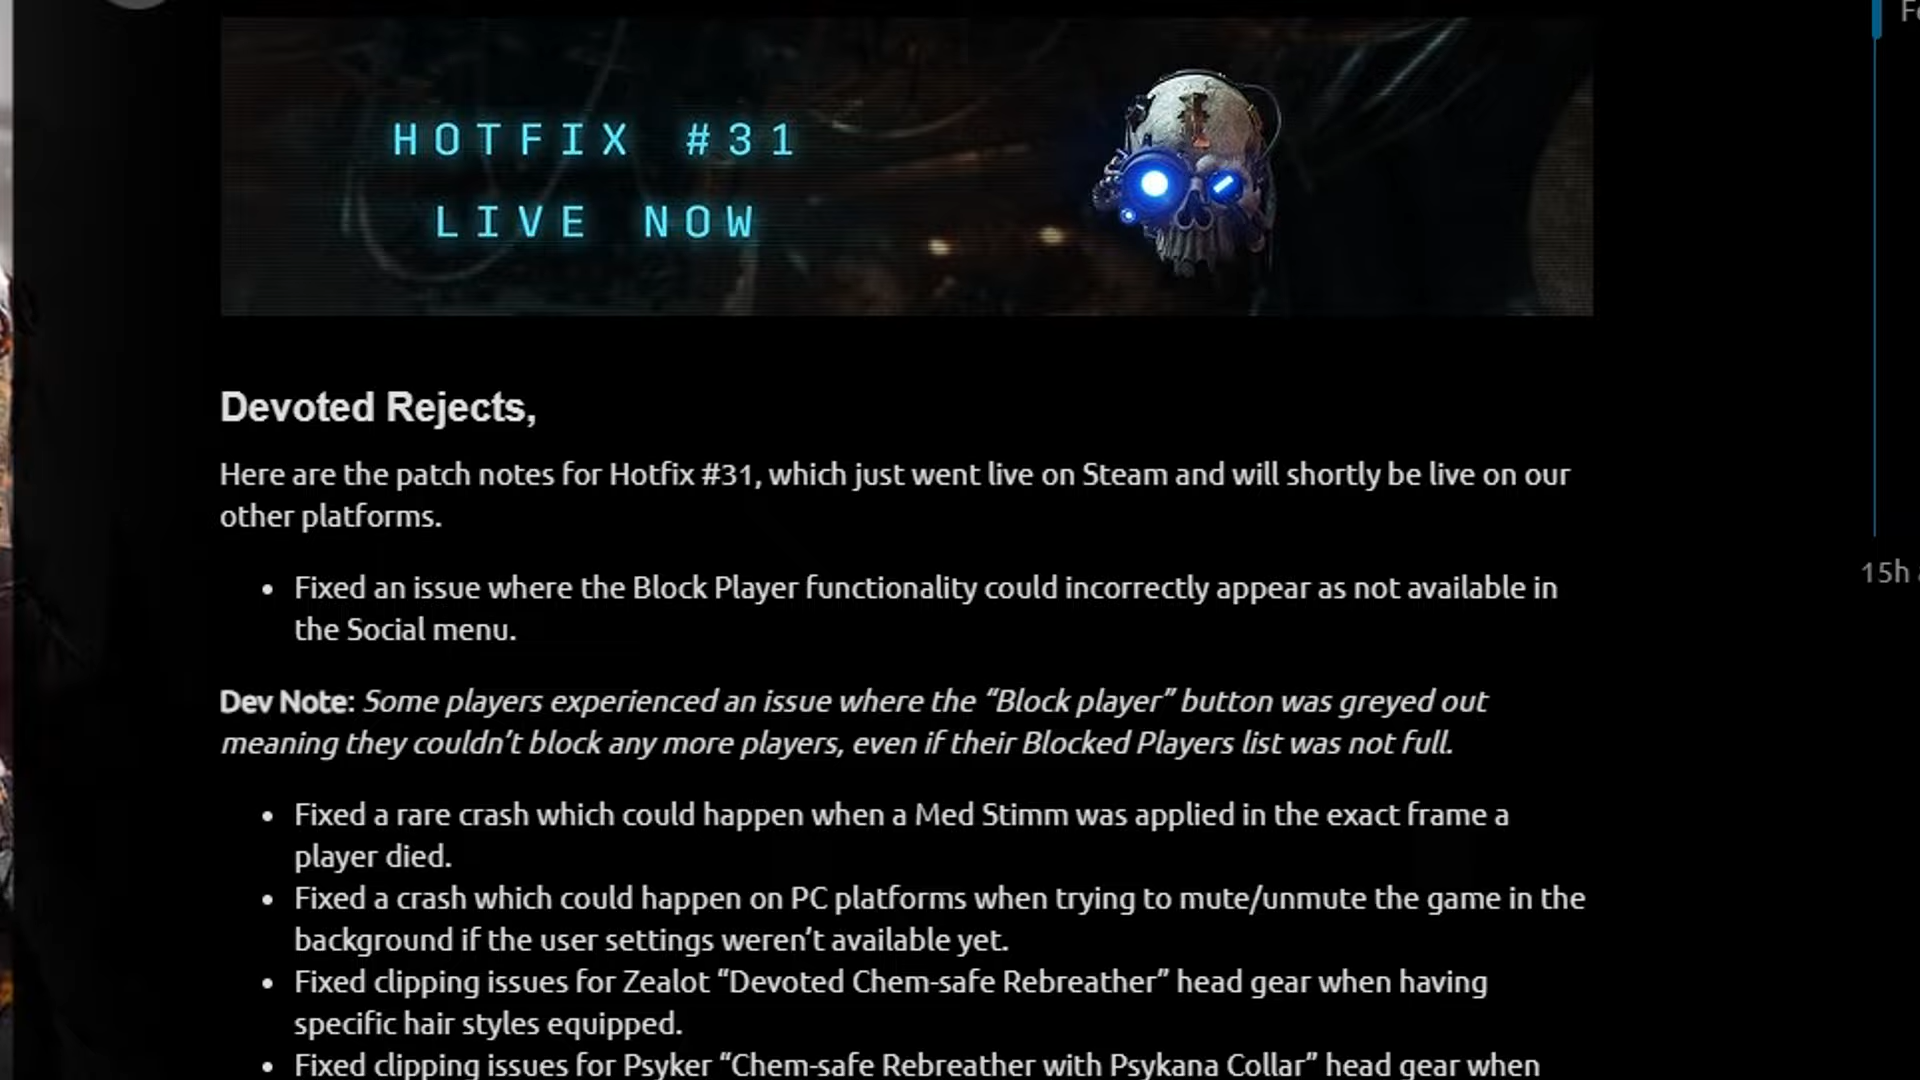 Fe
HOTFIX #31
LIVE NOW
Devoted Rejects,
Here are the patch notes for Hotfix #31, which just went live on Steam and will shortly be live on our
other platforms.
• Fixed an issue where the Block Player functionality could incorrectly appear as not available in
the Social menu.
15h
Dev Note: Some players experienced an issue where the “Block player” button was greyed out
meaning they couldn’t block any more players, even if their Blocked Players list was not full.
• Fixed a rare crash which could happen when a Med Stimm was applied in the exact frame a
player died.
• Fixed a crash which could happen on PC platforms when trying to mute/unmute the game in the
background if the user settings weren’t available yet.
• Fixed clipping issues for Zealot “Devoted Chem-safe Rebreather” head gear when having
specific hair styles equipped.
• Fixed clipping issues for Psyker “Chem-safe Rebreather with Psykana Collar” head gear when